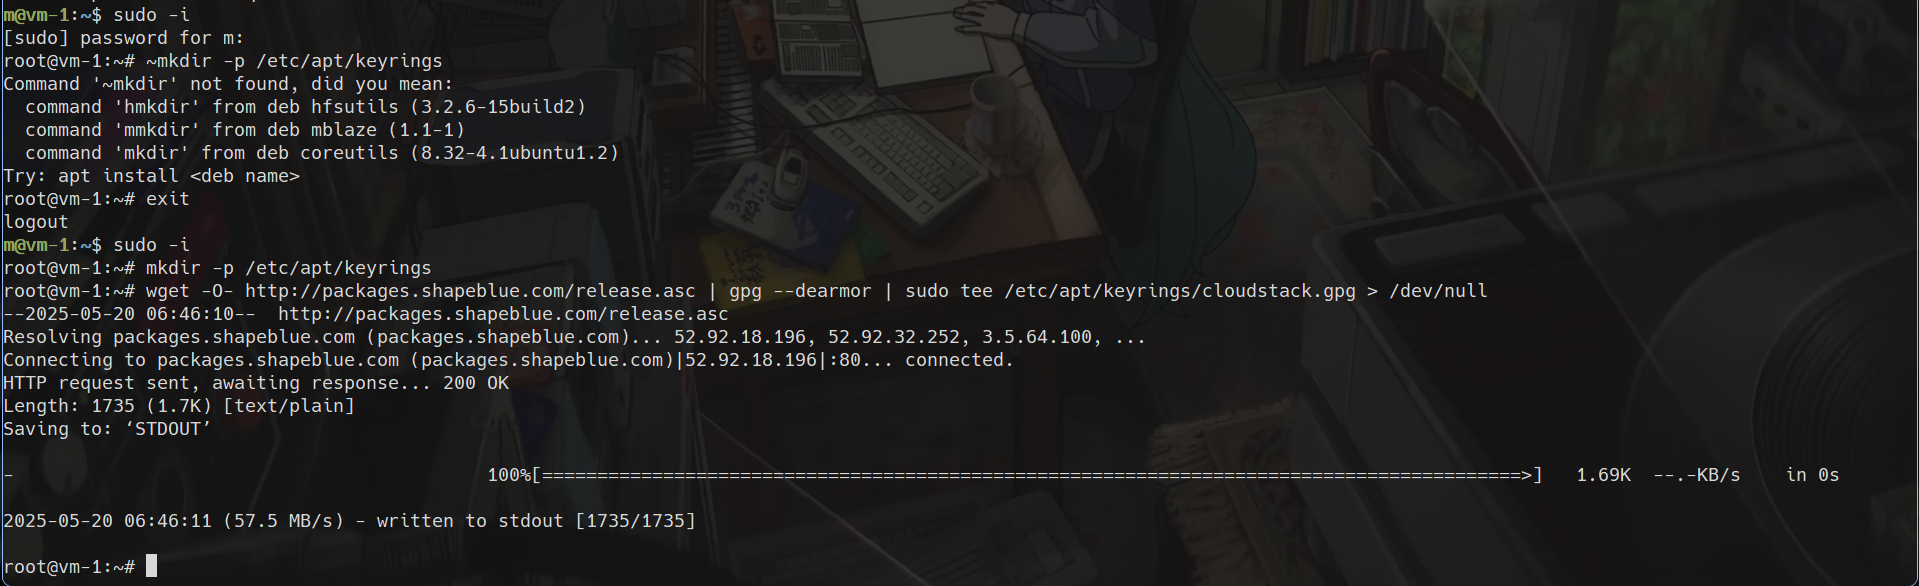 m@vm-1:~$ sudo -i
[sudo] password for m:
root@vm-1:~# ~mkdir -p /etc/apt/keyrings
Command '~mkdir' not found, did you mean:
  command 'hmkdir' from deb hfsutils (3.2.6-15build2)
  command 'mmkdir' from deb mblaze (1.1-1)
  command 'mkdir' from deb coreutils (8.32-4.1ubuntu1.2)
Try: apt install <deb name>
root@vm-1:~# exit
logout
m@vm-1:~$ sudo -i
root@vm-1:~# mkdir -p /etc/apt/keyrings
root@vm-1:~# wget -O- http://packages.shapeblue.com/release.asc | gpg --dearmor | sudo tee /etc/apt/keyrings/cloudstack.gpg > /dev/null
--2025-05-20 06:46:10--  http://packages.shapeblue.com/release.asc
Resolving packages.shapeblue.com (packages.shapeblue.com)... 52.92.18.196, 52.92.32.252, 3.5.64.100, ...
Connecting to packages.shapeblue.com (packages.shapeblue.com)|52.92.18.196|:80... connected.
HTTP request sent, awaiting response... 200 OK
Length: 1735 (1.7K) [text/plain]
Saving to: ‘STDOUT’
-                                           100%[=========================================================================================>]   1.69K  --.-KB/s    in 0s
2025-05-20 06:46:11 (57.5 MB/s) - written to stdout [1735/1735]
root@vm-1:~#